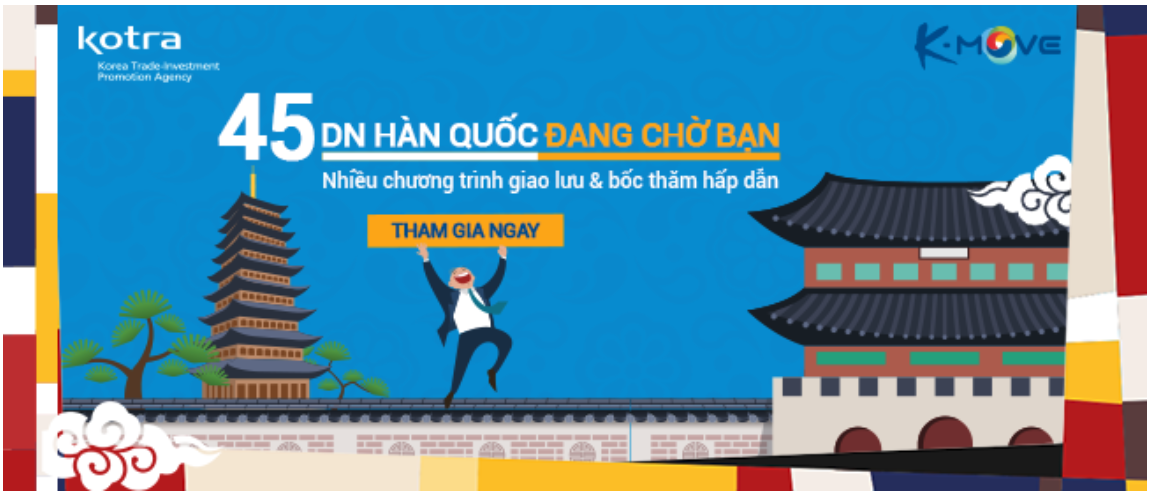 kotra
Korea Trade-Investment
Promotion Agency
K·MOVE
45 DN HÀN QUỐC ĐANG CHỜ BẠN
Nhiều chương trinh giao lưu & bốc thăm hấp dẫn
THAM GIA NGAY